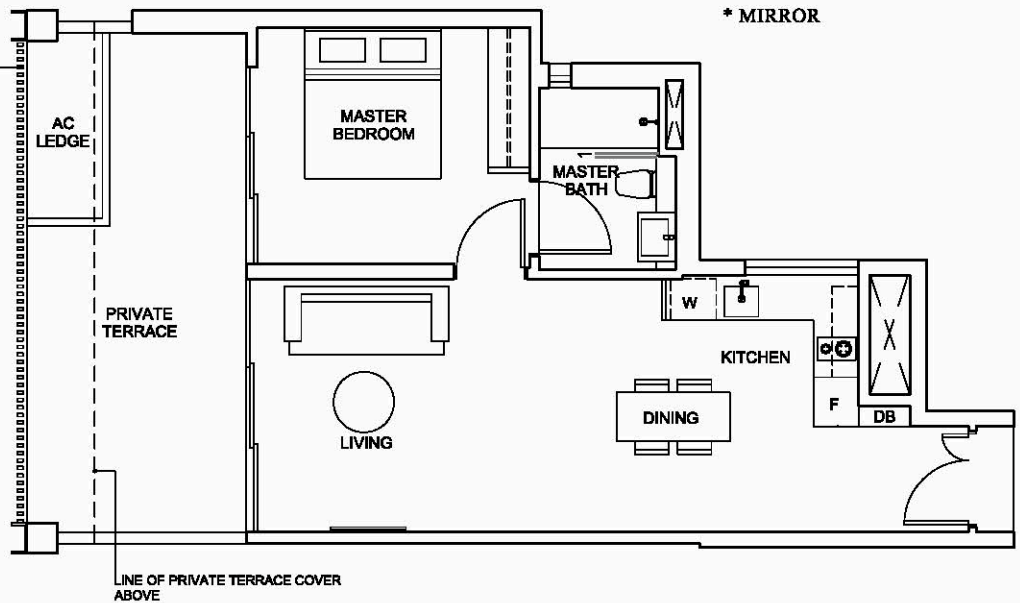 * MIRROR
AC
LEDGE
MASTER
BEDROOM
MASTER
BATH
PRIVATE
TERRACE
W
KITCHEN
LIVING
DINING
F
DB
LINE OF PRIVATE TERRACE COVER
ABOVE